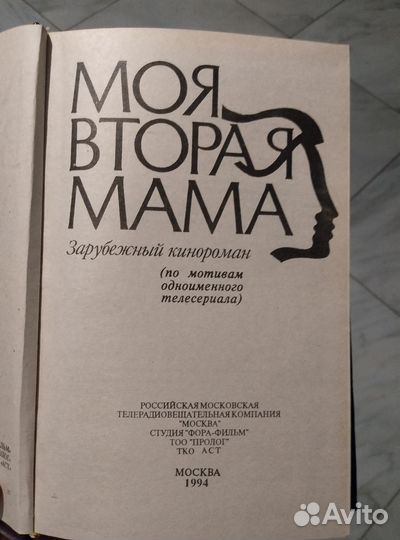 МОЯ
ВТОРАЯ
МАМА
Зарубежный кинороман
(по мотивам
одноименного
телесериала)
РОССИЙСКАЯ МОСКОВСКАЯ
ТЕЛЕРАДИОВЕЩАТЕЛЬНАЯ КОМПАНИЯ
"МОСКВА"
СТУДИЯ "ФОРА-ФИЛЬМ"
ТОО "ПРОЛОГ"
ТКО АСТ
МОСКВА
1994
Avito